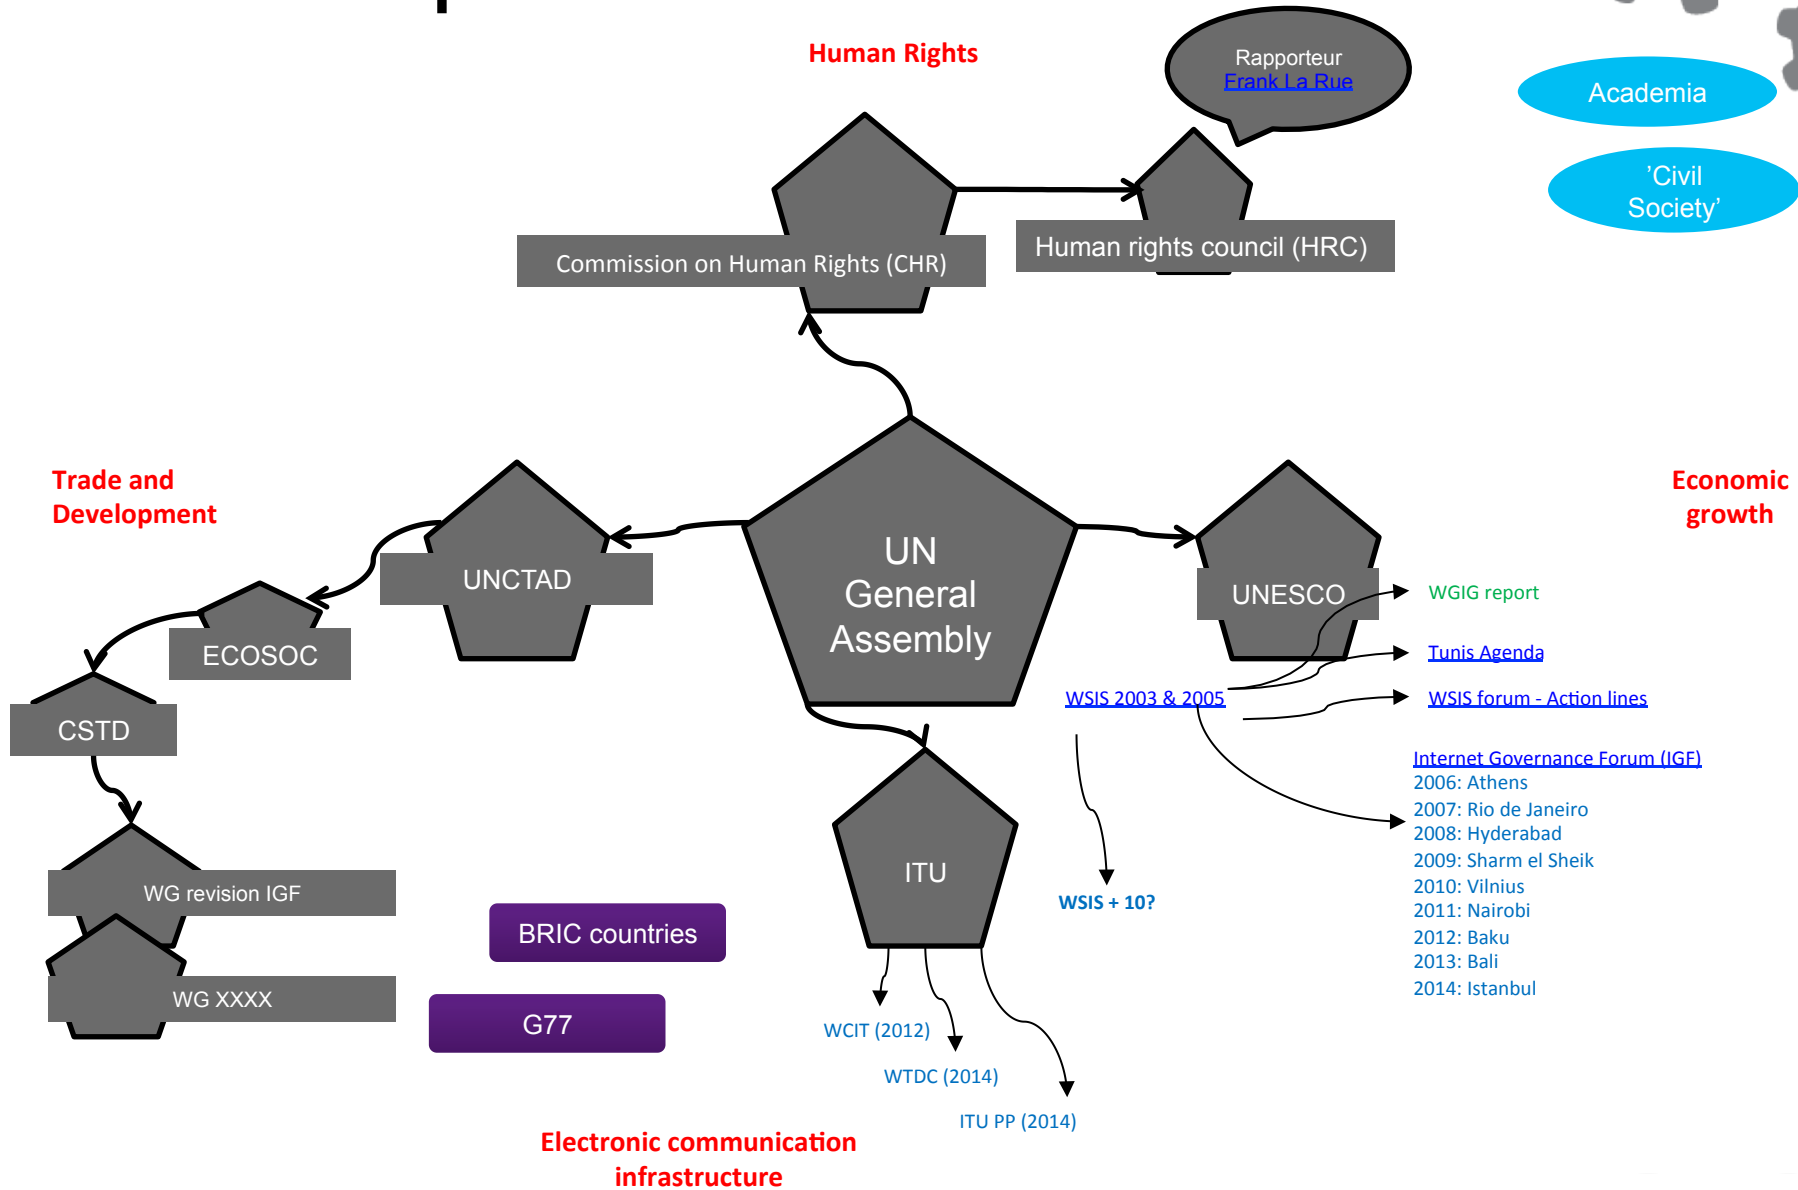 Human Rights
Rapporteur
Frank La Rue
Academia
'Civil
Society’
Commission on Human Rights (CHR)
Human rights council (HRC)
Trade and
Development
Economic
growth
UN
General
Assembly
UNCTAD
UNESCO
ECOSOC
CSTD
WGIG report
Tunis Agenda
WSIS 2003 & 2005
WSIS forum - Action lines
Internet Governance Forum (IGF)
2006: Athens
2007: Rio de Janeiro
2008: Hyderabad
2009: Sharm el Sheik
2010: Vilnius
2011: Nairobi
2012: Baku
2013: Bali
2014: Istanbul
ITU
WSIS + 10?
WG revision IGF
WG XXXX
BRIC countries
G77
WCIT (2012)
WTDC (2014)
ITU PP (2014)
Electronic communication
infrastructure